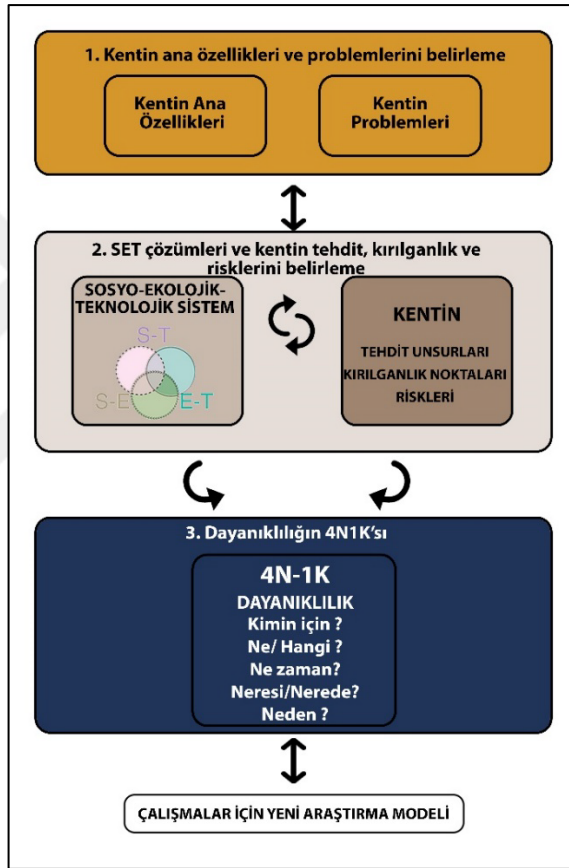 1. Kentin ana özellikleri ve problemlerini belirleme
Kentin Ana
Özellikleri
Kentin
Problemleri
2. SET çözümleri ve kentin tehdit, kırılganlık ve
risklerini belirleme
SOSYO-EKOLOJİK-
TEKNOLOJİK SİSTEM
S-T
S-E
E-T
KENTİN
TEHDİT UNSURLARI
KIRILGANLIK NOKTALARI
RİSKLERİ
3. Dayanıklılığın 4N1K'sı
4N-1K
DAYANIKLILIK
Kimin için ?
Ne/ Hangi ?
Ne zaman?
Neresi/Nerede?
Neden ?
ÇALIŞMALAR İÇİN YENİ ARAŞTIRMA MODELİ